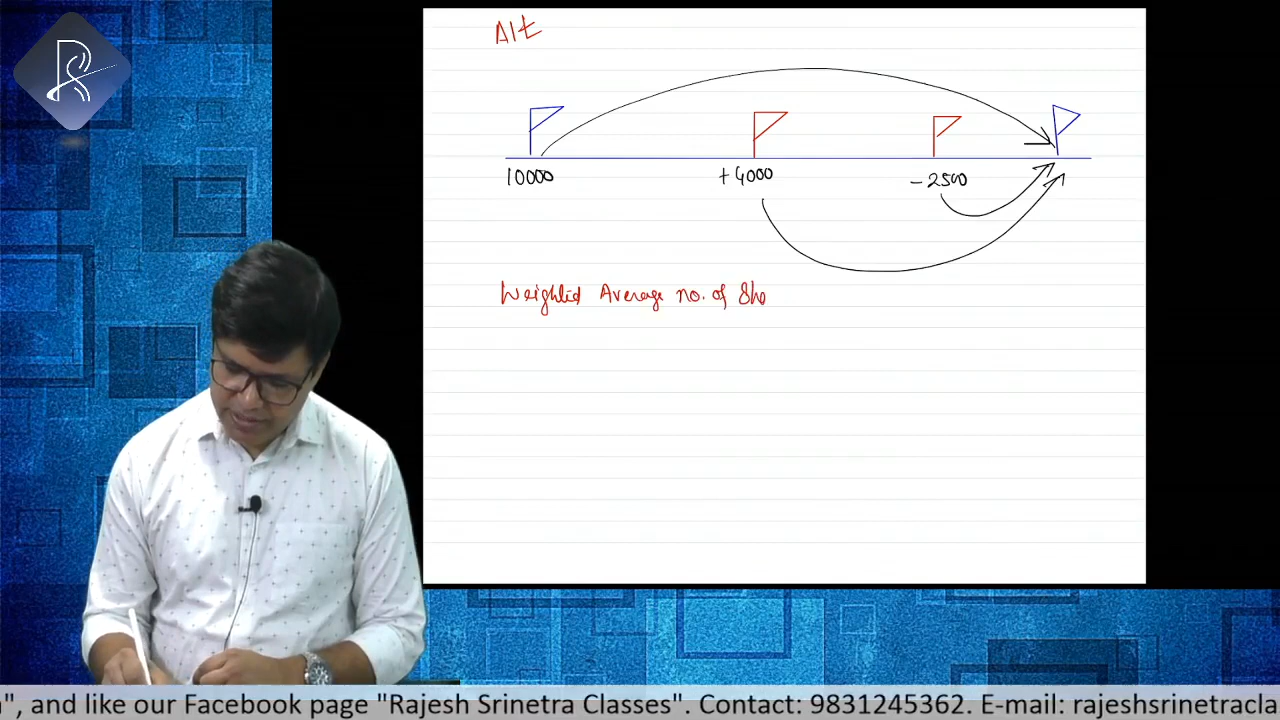 Alt
10000 +4000 -2500
Weighted Average no. of Sha
", and like our Facebook page "Rajesh Srinetra Classes". Contact: 9831245362. E-mail: rajeshsrinetracla